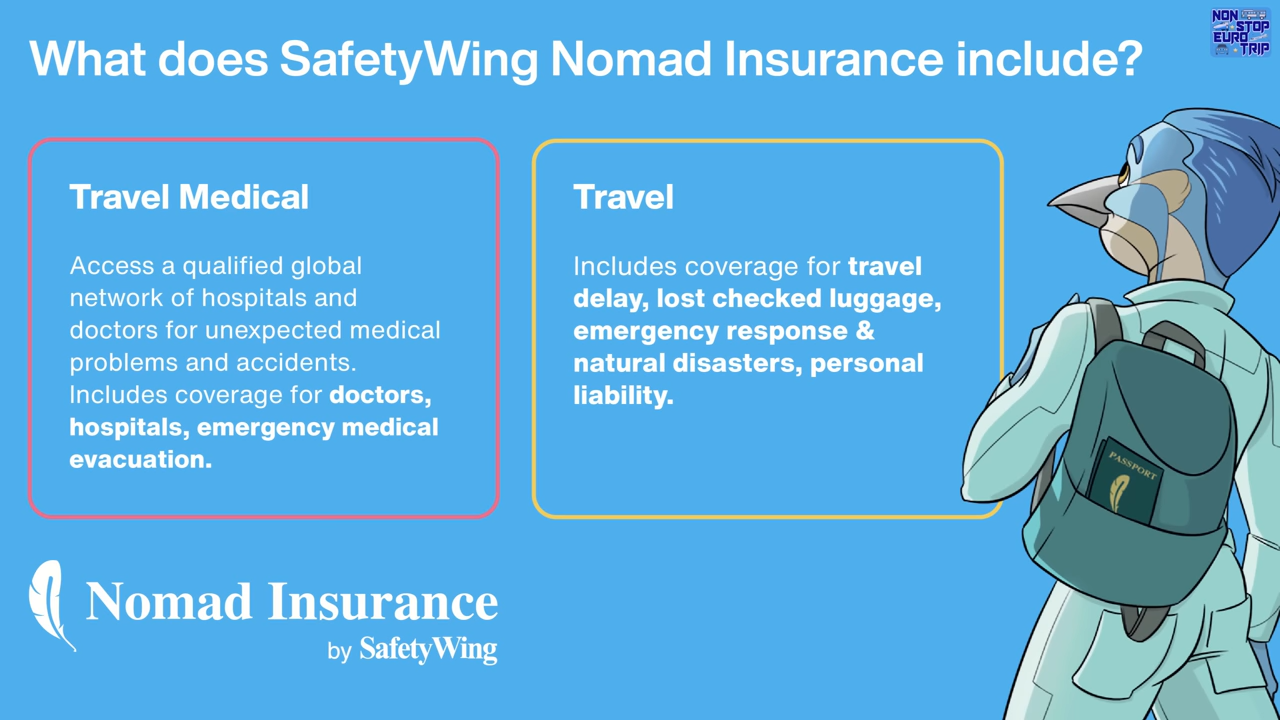 What does SafetyWing Nomad Insurance include?
NON
STOP
EURO
TRIP
Travel Medical
Access a qualified global
network of hospitals and
doctors for unexpected medical
problems and accidents.
Includes coverage for doctors,
hospitals, emergency medical
evacuation.
Travel
Includes coverage for travel
delay, lost checked luggage,
emergency response &
natural disasters, personal
liability.
PASSPORT
Nomad Insurance
by SafetyWing